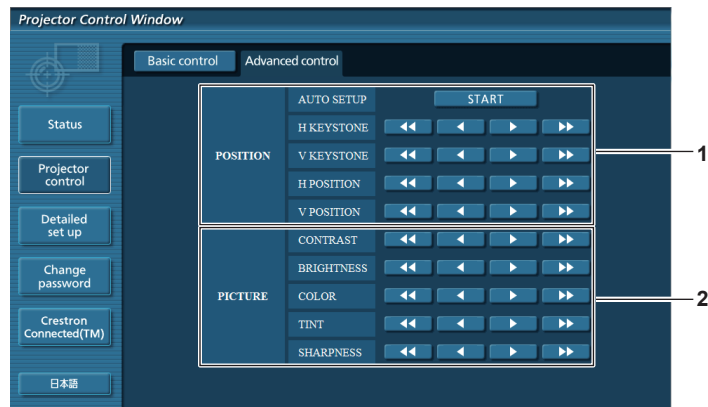 Projector Control Window
Basic control
Advanced control
Status
Projector
control
Detailed
set up
Change
password
Crestron
Connected(TM)
日本語
POSITION
AUTO SETUP
START
H KEYSTONE
V KEYSTONE
H POSITION
V POSITION
1
PICTURE
CONTRAST
BRIGHTNESS
COLOR
TINT
SHARPNESS
2